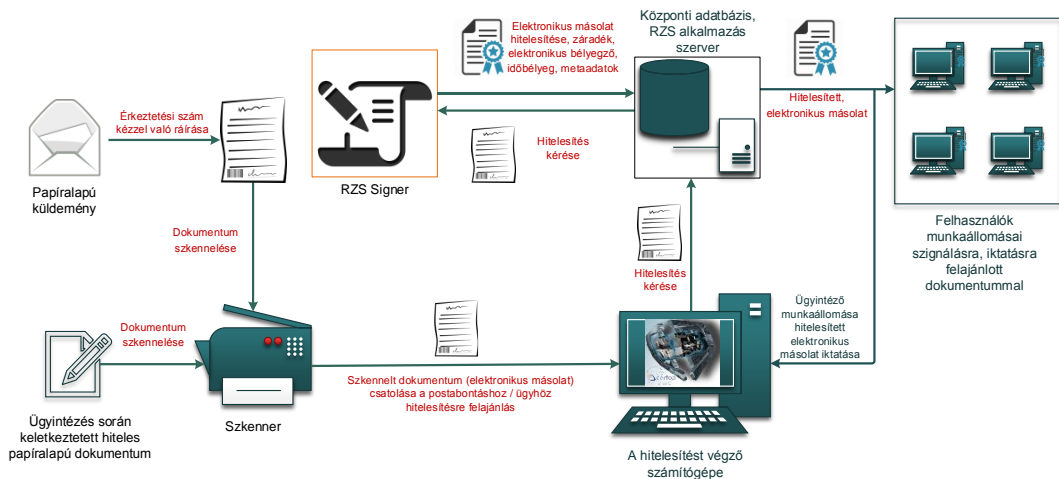 Elektronikus másolat
hitelesítése, záradék,
elektronikus bélyegző,
időbélyeg, metaadatok
Központi adatbázis,
RZS alkalmazás
szerver
Érkeztetési szám
kézzel való ráírása
Hitelesítés
kérése
Hitelesített,
elektronikus másolat
Papíralapú
küldemény
RZS Signer
Felhasználók
munkaállomásai
szignálásra, iktatásra
felajánlott
dokumentummal
Dokumentum
szkennelése
Hitelesítés
kérése
Ügyintéző
munkaállomása
hitelesített
elektronikus
másolat iktatása
Dokumentum
szkennelése
Szkennelt dokumentum (elektronikus másolat)
csatolása a postabontáshoz / ügyhöz
hitelesítésre felajánlás
Ügyintézés során
keletkeztetett hiteles
papíralapú dokumentum
Szkenner
A hitelesítést végző
számítógépe